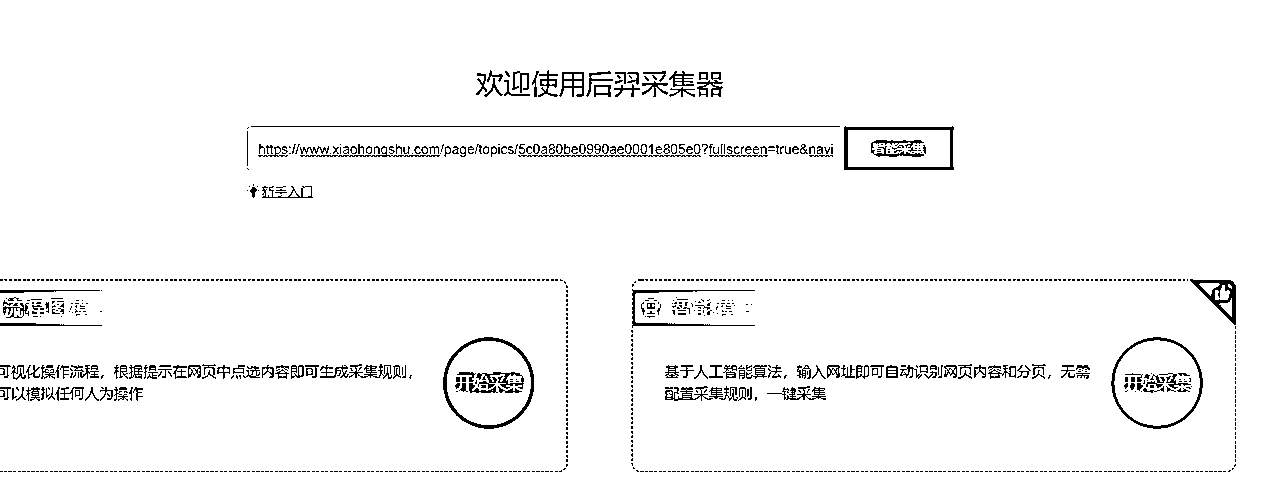 欢迎使用后羿采集器
https://www.xiaohongshu.com/page/topics/5c0a80be0990ae0001e805e0?fullscreen=true&navi
智能采集
新手入门
流程图模
可视化操作流程，根据提示在网页中点选内容即可生成采集规则，
可以模拟任何人为操作
开始采集
智能模
基于人工智能算法，输入网址即可自动识别网页内容和分页，无需
配置采集规则，一键采集
开始采集